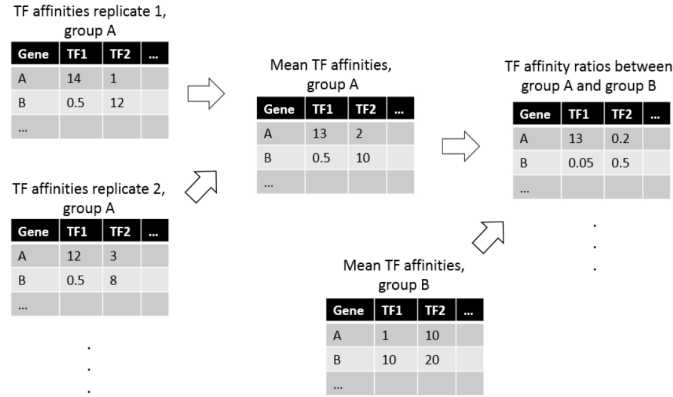 TF affinities replicate 1,
group A
Gene TF1 TF2 ...
A 14 1
B 0.5 12
...
TF affinities replicate 2,
group A
Gene TF1 TF2 ...
A 12 3
B 0.5 8
...
.
.
.
Mean TF affinities,
group A
Gene TF1 TF2 ...
A 13 2
B 0.5 10
...
Mean TF affinities,
group B
Gene TF1 TF2 ...
A 1 10
B 10 20
...
TF affinity ratios between
group A and group B
Gene TF1 TF2 ...
A 13 0.2
B 0.05 0.5
...
.
.
.